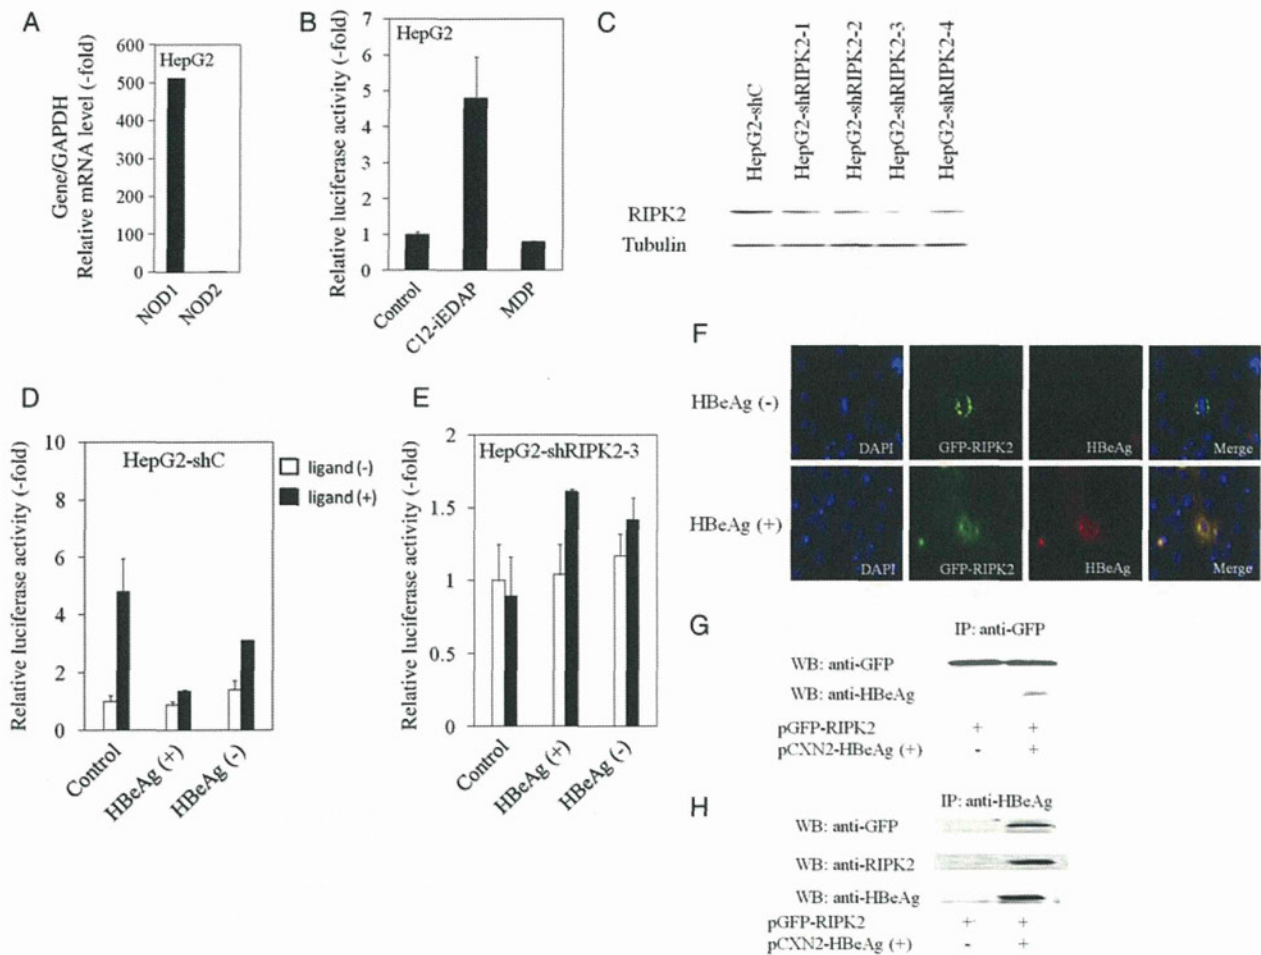 A
Gene/GAPDH
Relative mRNA level (-fold)
600
500
400
300
200
100
0
HepG2
NOD1
NOD2
B
Relative luciferase activity (-fold)
7
6
5
4
3
2
1
0
HepG2
Control
C12-iEDAP
MDP
C
HepG2-shC
HepG2-shRIPK2-1
HepG2-shRIPK2-2
HepG2-shRIPK2-3
HepG2-shRIPK2-4
RIPK2
Tubulin
D
Relative luciferase activity (-fold)
10
8
6
4
2
0
HepG2-shC
ligand (-)
ligand (+)
Control
HBeAg (+)
HBeAg (-)
E
Relative luciferase activity (-fold)
2
1.5
1
0.5
0
HepG2-shRIPK2-3
Control
HBeAg (+)
HBeAg (-)
F
HBeAg (-)
DAPI
GFP-RIPK2
HBeAg
Merge
HBeAg (+)
DAPI
GFP-RIPK2
HBeAg
Merge
G
IP: anti-GFP
WB: anti-GFP
WB: anti-HBeAg
pGFP-RIPK2 + +
pCXN2-HBeAg (+) - +
H
IP: anti-HBeAg
WB: anti-GFP
WB: anti-RIPK2
WB: anti-HBeAg
pGFP-RIPK2 + +
pCXN2-HBeAg (+) - +